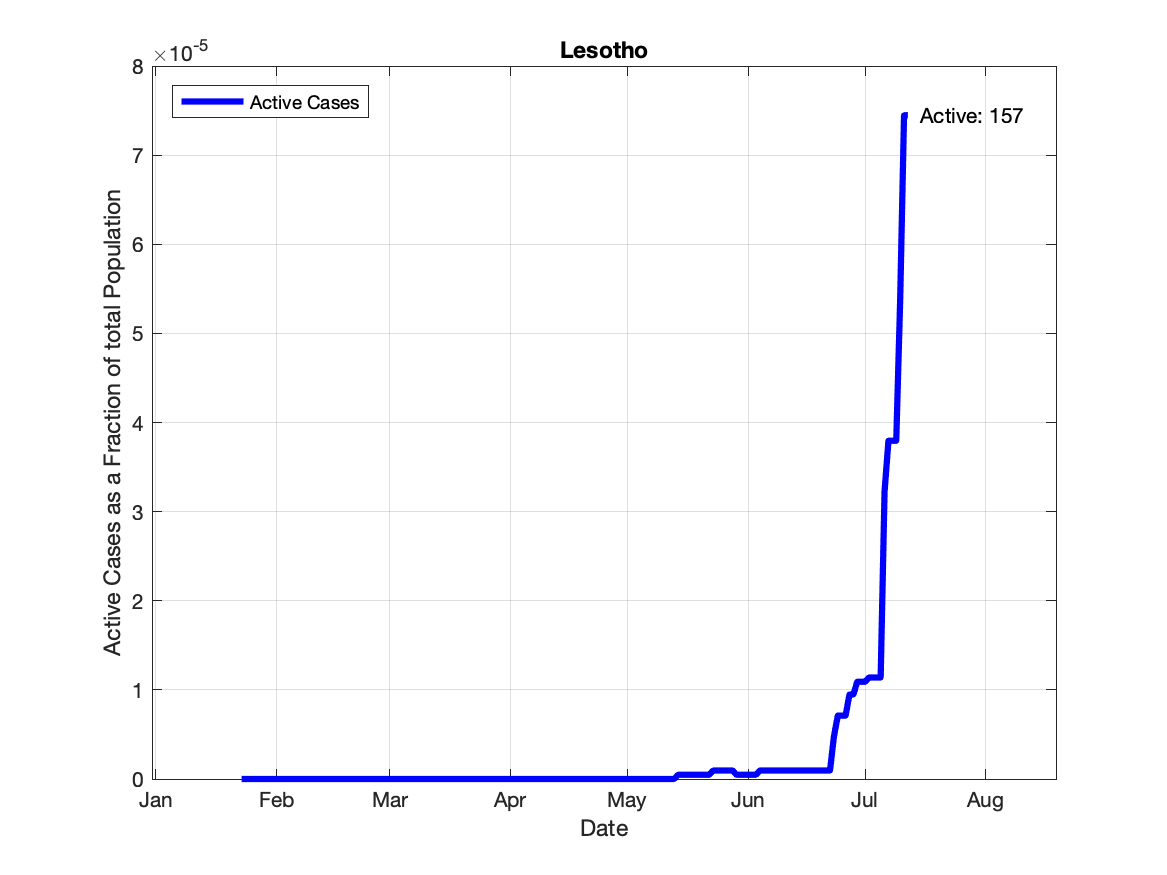 Lesotho
×10-5
8
7
6
5
4
3
2
1
0
Active Cases
Active: 157
Active Cases as a Fraction of total Population
Jan Feb Mar Apr May Jun Jul Aug
Date